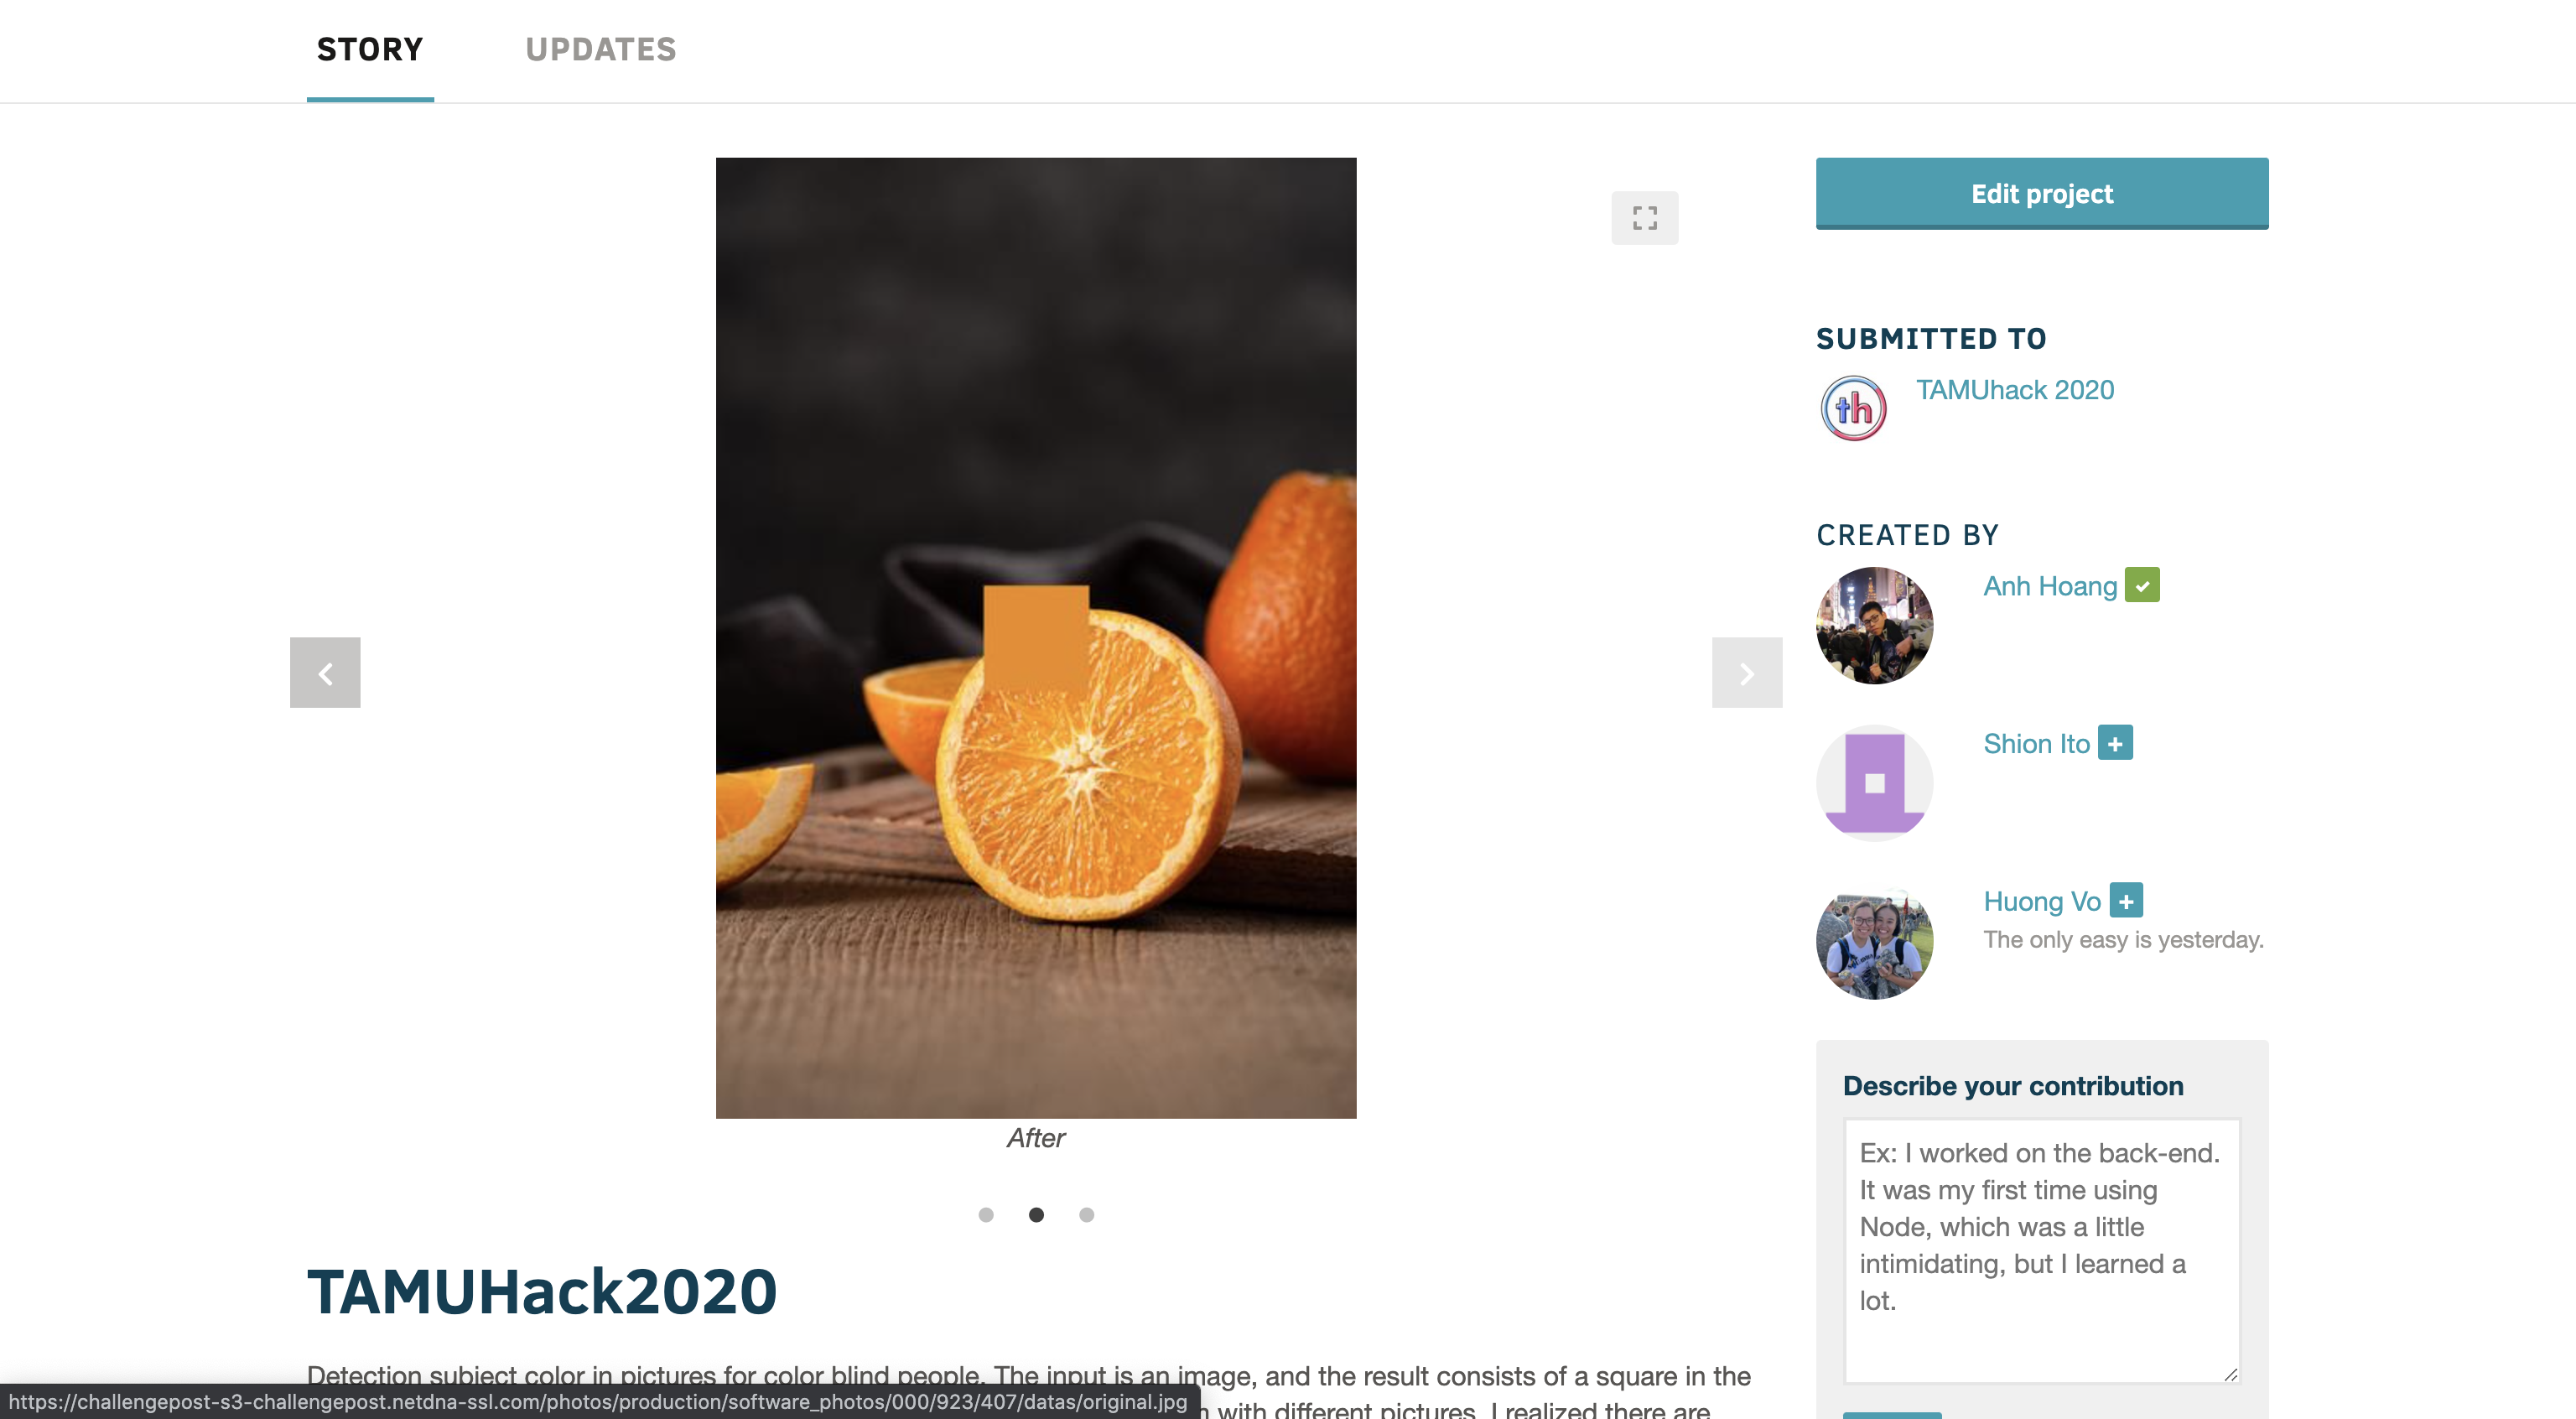 STORY
UPDATES
Edit project
SUBMITTED TO
th
TAMUhack 2020
CREATED BY
Anh Hoang
Shion Ito
Huong Vo
The only easy is yesterday.
Describe your contribution
Ex: I worked on the back-end.
It was my first time using
Node, which was a little
intimidating, but I learned a
lot.
After
TAMUHack2020
Detection subject color in pictures for color blind people. The input is an image, and the result consists of a square in the
with different pictures. I realized there are
https://challengepost-s3-challengepost.netdna-ssl.com/photos/production/software_photos/000/923/407/datas/original.jpg